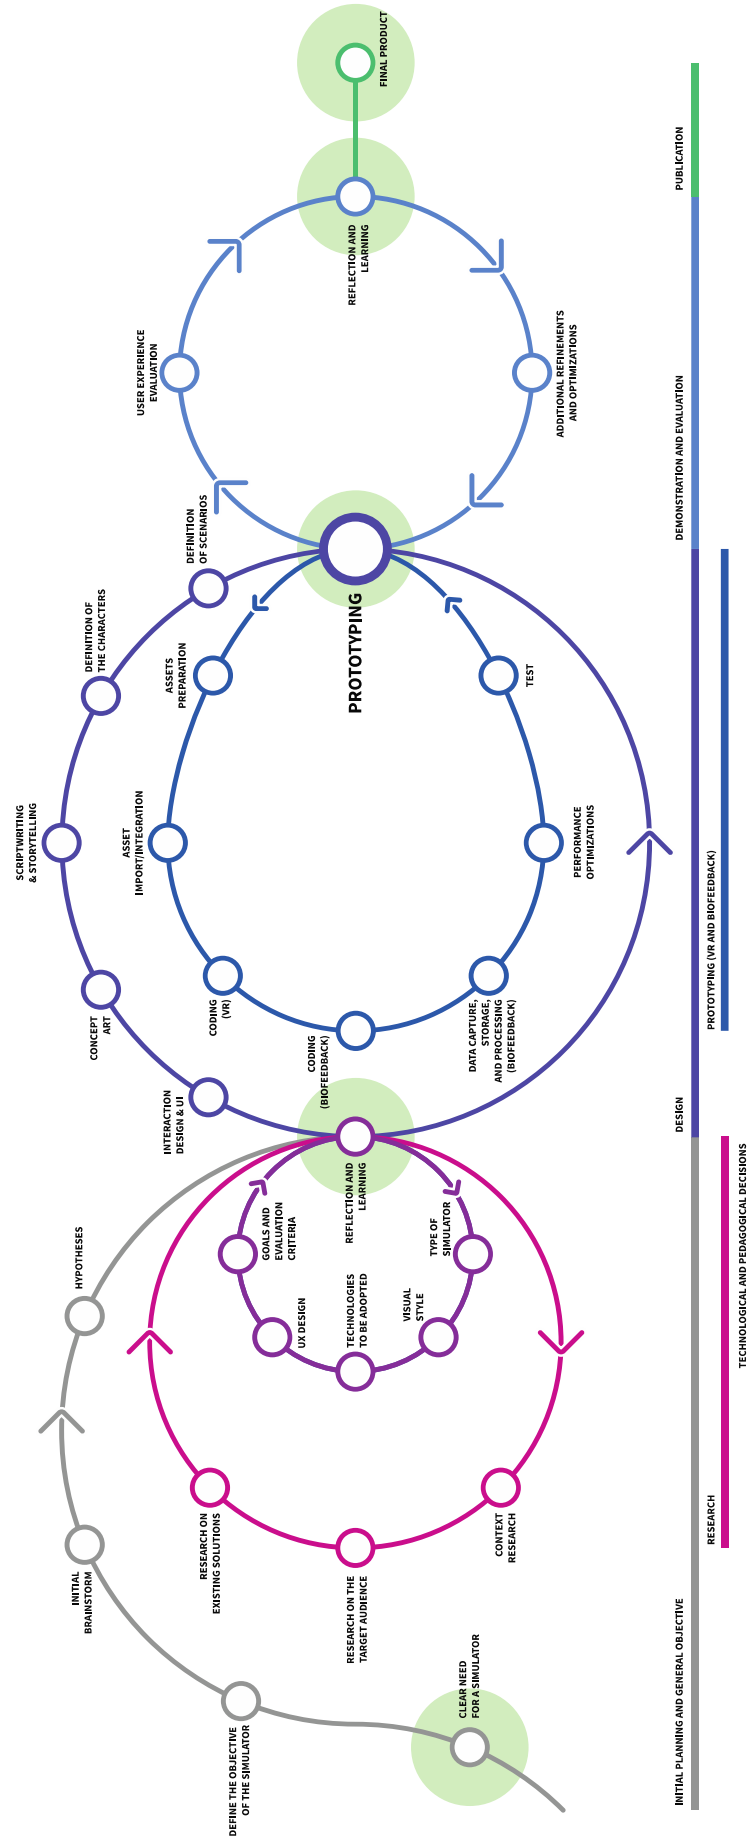 FINAL PRODUCT
REFLECTION AND
LEARNING
USER EXPERIENCE
EVALUATION
ADDITIONAL REFINEMENTS
AND OPTIMIZATIONS
DEFINITION
OF SCENARIOS
DEFINITION OF
THE CHARACTERS
SCRIPTWRITING
& STORYTELLING
CONCEPT
ART
INTERACTION
DESIGN & UI
PROTOTYPING
ASSETS
PREPARATION
ASSET
IMPORT/INTEGRATION
CODING
(VR)
CODING
(BIOFEEDBACK)
DATA CAPTURE,
STORAGE,
AND PROCESSING
(BIOFEEDBACK)
PERFORMANCE
OPTIMIZATIONS
TEST
REFLECTION AND
LEARNING
GOALS AND
EVALUATION
CRITERIA
UX DESIGN
TECHNOLOGIES
TO BE ADOPTED
VISUAL
STYLE
TYPE OF
SIMULATOR
HYPOTHESES
INITIAL
BRAINSTORM
RESEARCH ON
EXISTING SOLUTIONS
RESEARCH ON THE
TARGET AUDIENCE
CONTEXT
RESEARCH
DEFINE THE OBJECTIVE
OF THE SIMULATOR
CLEAR NEED
FOR A SIMULATOR
PUBLICATION
DEMONSTRATION AND EVALUATION
PROTOTYPING (VR AND BIOFEEDBACK)
DESIGN
TECHNOLOGICAL AND PEDAGOGICAL DECISIONS
RESEARCH
INITIAL PLANNING AND GENERAL OBJECTIVE